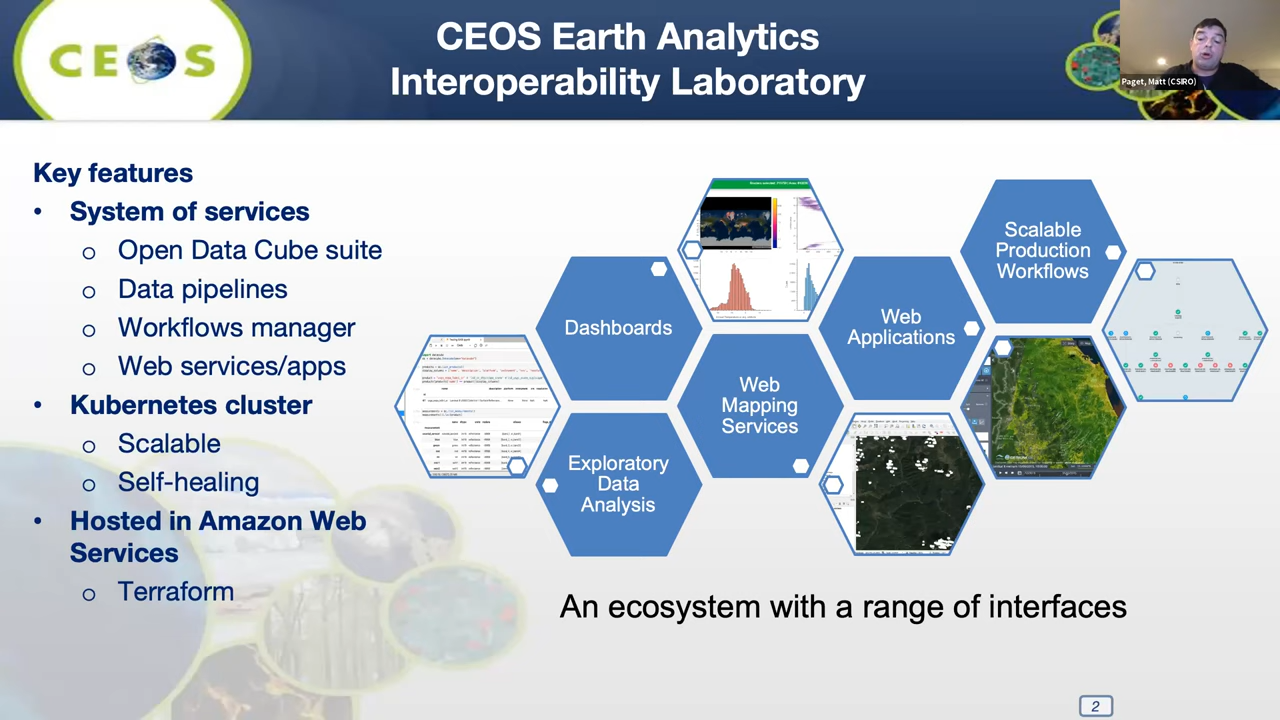 CEOS
CEOS Earth Analytics
Interoperability Laboratory
Paget, Matt (CSIRO)
Key features
• System of services
o Open Data Cube suite
o Data pipelines
o Workflows manager
o Web services/apps
• Kubernetes cluster
o Scalable
o Self-healing
• Hosted in Amazon Web
Services
o Terraform
Dashboards
Exploratory
Data
Analysis
Web
Mapping
Services
Web
Applications
Scalable
Production
Workflows
An ecosystem with a range of interfaces
2